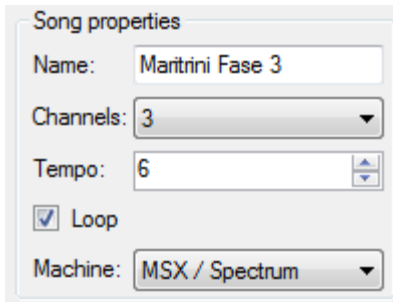 Song properties
Name: Maritrini Fase 3
Channels: 3
Tempo: 6
Loop
Machine: MSX / Spectrum